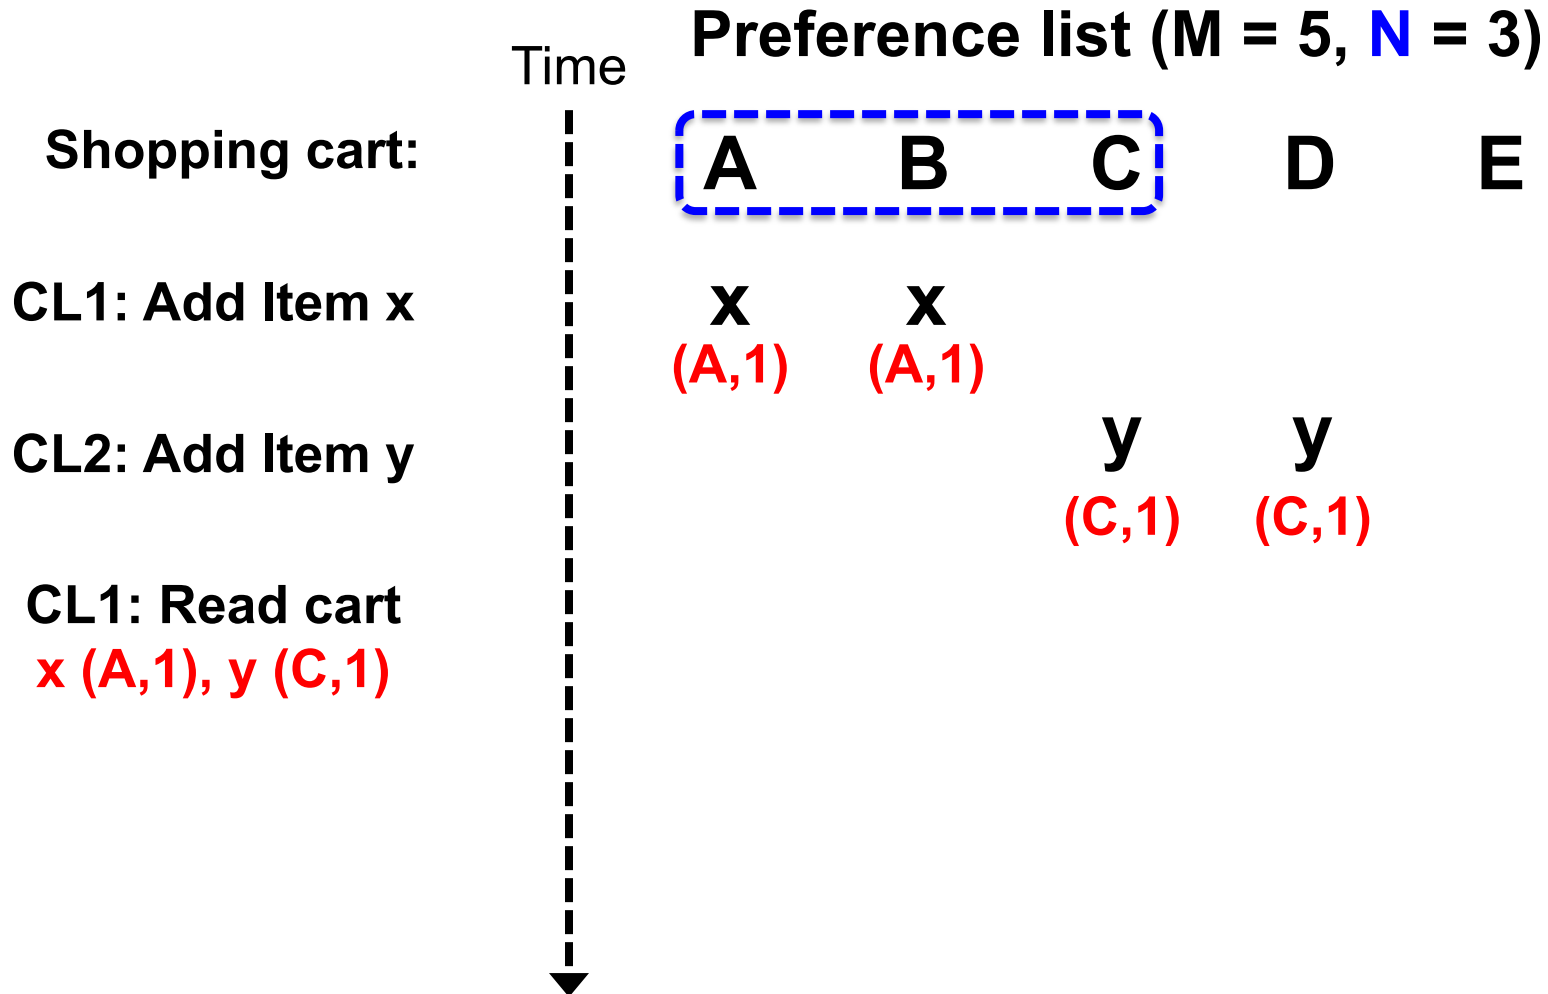 Preference list (M = 5, N = 3)
Time
Shopping cart:
A B C D E
CL1: Add Item x
x x
(A,1) (A,1)
CL2: Add Item y
y y
(C,1) (C,1)
CL1: Read cart
x (A,1), y (C,1)